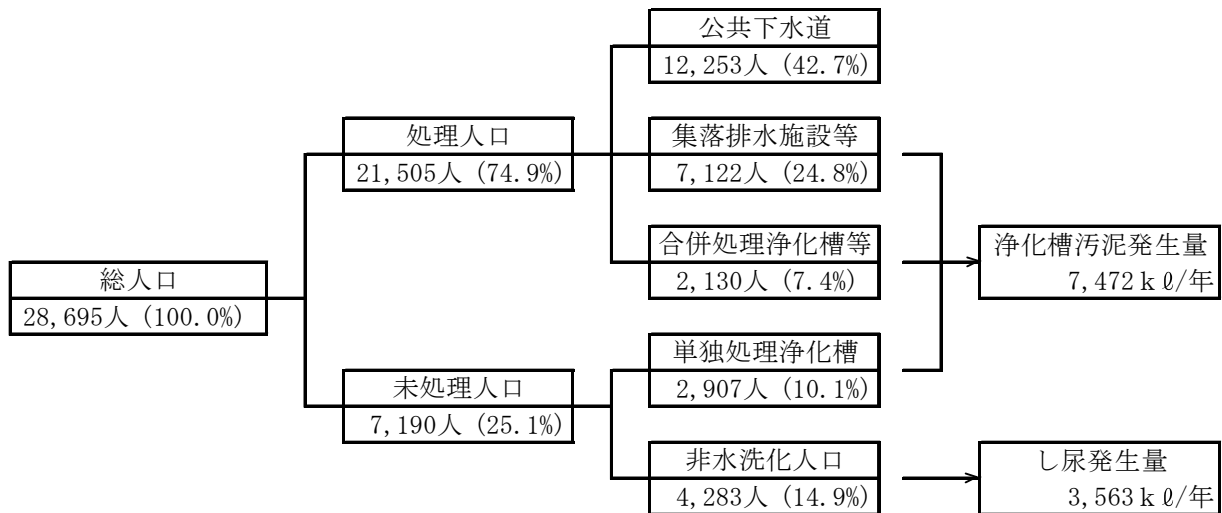 公共下水道
12,253人 (42.7%)
処理人口
21,505人 (74.9%)
集落排水施設等
7,122人 (24.8%)
合併処理浄化槽等
2,130人 (7.4%)
浄化槽汚泥発生量
7,472ｋℓ/年
総人口
28,695人 (100.0%)
単独処理浄化槽
2,907人 (10.1%)
未処理人口
7,190人 (25.1%)
非水洗化人口
4,283人 (14.9%)
し尿発生量
3,563ｋℓ/年